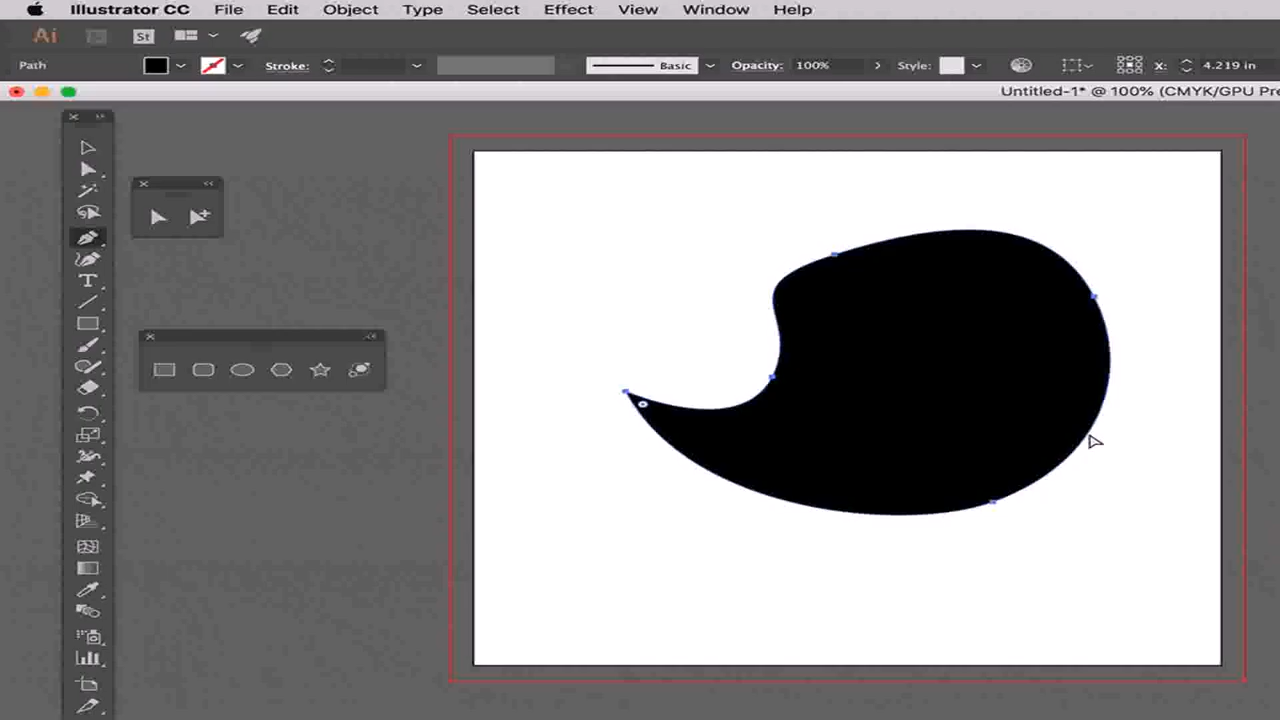 Illustrator CC File Edit Object Type Select Effect View Window Help
Ai St
Path Stroke: Basic Opacity: 100% Style: X: 4.219 in
Untitled-1* @ 100% (CMYK/GPU Pre
T